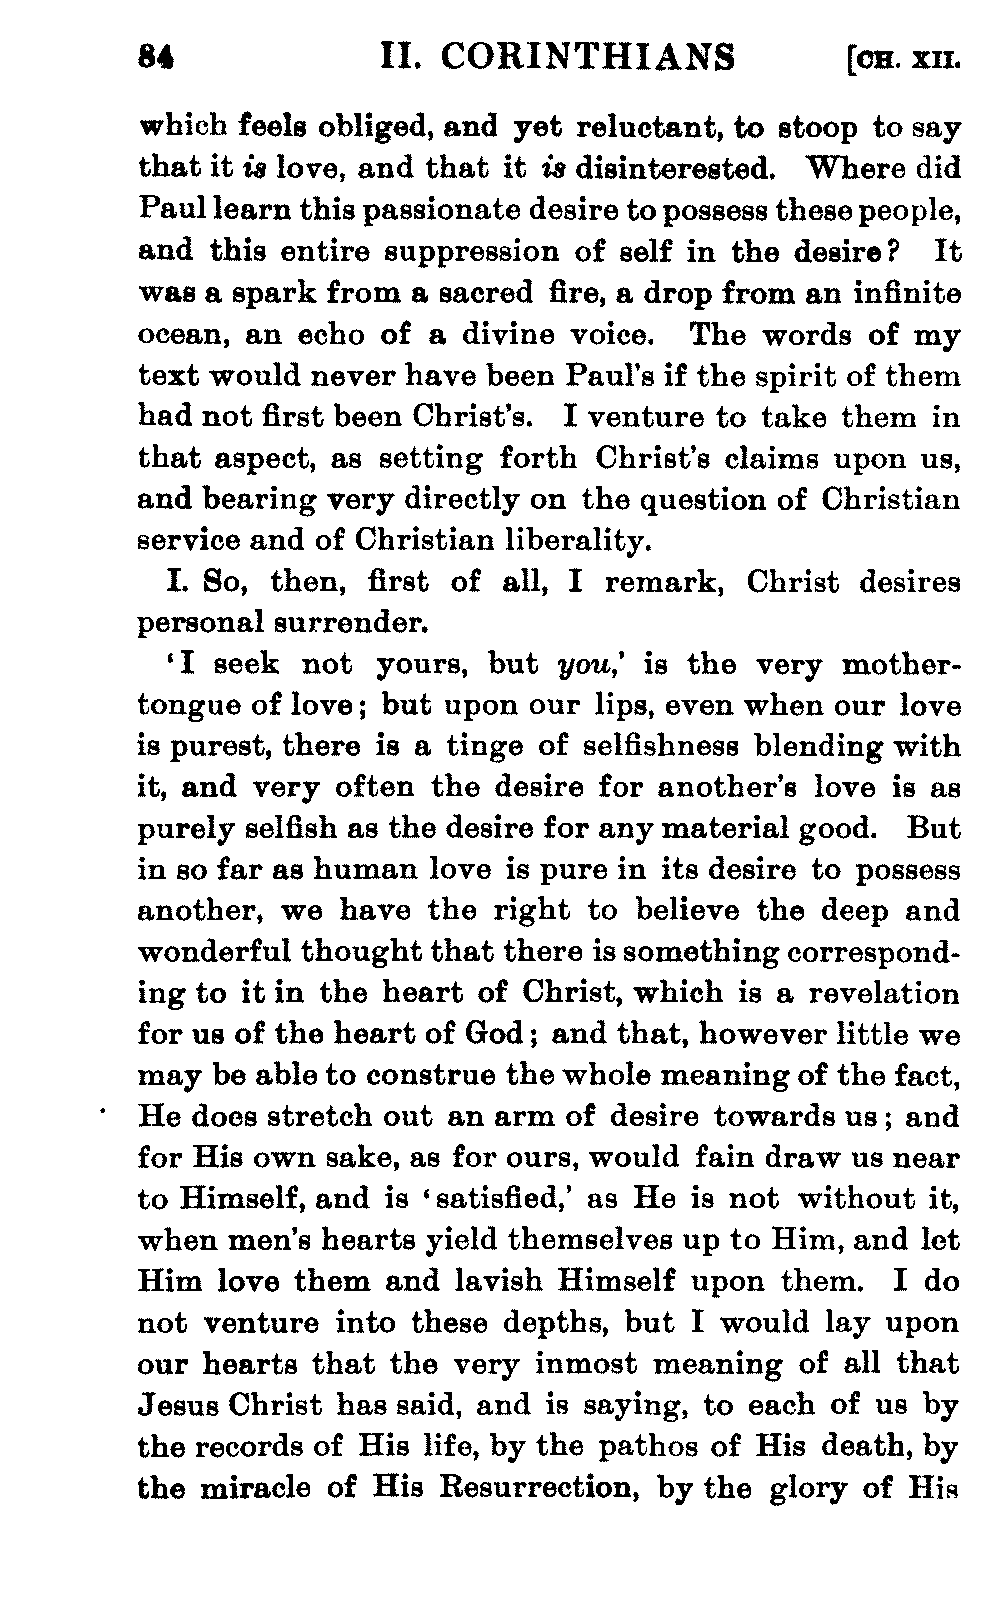 84 II. CORINTHIANS [CH. XII.
which feels obliged, and yet reluctant, to stoop to say
that it is love, and that it is disinterested. Where did
Paul learn this passionate desire to possess these people,
and this entire suppression of self in the desire? It
was a spark from a sacred fire, a drop from an infinite
ocean, an echo of a divine voice. The words of my
text would never have been Paul's if the spirit of them
had not first been Christ's. I venture to take them in
that aspect, as setting forth Christ's claims upon us,
and bearing very directly on the question of Christian
service and of Christian liberality.
I. So, then, first of all, I remark, Christ desires
personal surrender.
'I seek not yours, but you,' is the very mother-
tongue of love; but upon our lips, even when our love
is purest, there is a tinge of selfishness blending with
it, and very often the desire for another's love is as
purely selfish as the desire for any material good. But
in so far as human love is pure in its desire to possess
another, we have the right to believe the deep and
wonderful thought that there is something correspond-
ing to it in the heart of Christ, which is a revelation
for us of the heart of God; and that, however little we
may be able to construe the whole meaning of the fact,
He does stretch out an arm of desire towards us; and
for His own sake, as for ours, would fain draw us near
to Himself, and is 'satisfied,' as He is not without it,
when men's hearts yield themselves up to Him, and let
Him love them and lavish Himself upon them. I do
not venture into these depths, but I would lay upon
our hearts that the very inmost meaning of all that
Jesus Christ has said, and is saying, to each of us by
the records of His life, by the pathos of His death, by
the miracle of His Resurrection, by the glory of His